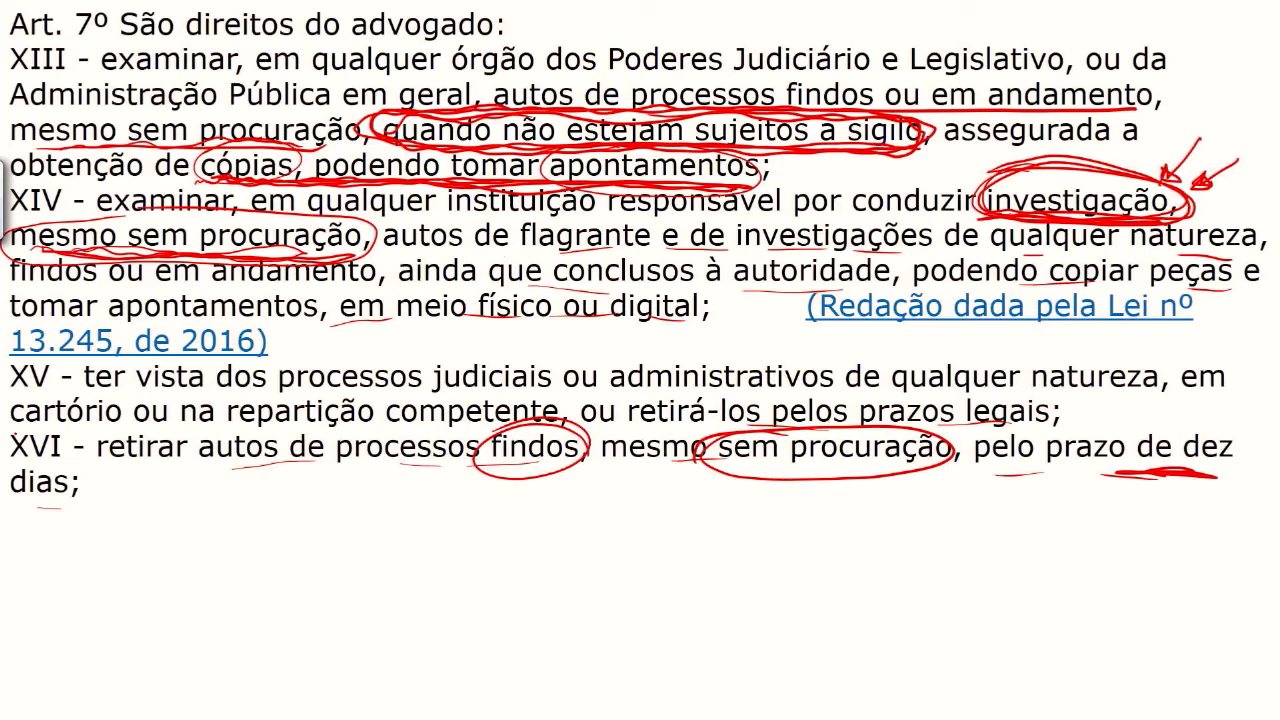 Art. 7º São direitos do advogado:
XIII - examinar, em qualquer órgão dos Poderes Judiciário e Legislativo, ou da
Administração Pública em geral, autos de processos findos ou em andamento,
mesmo sem procuração, quando não estejam sujeitos a sigilo, assegurada a
obtenção de cópias, podendo tomar apontamentos;
XIV - examinar, em qualquer instituição responsável por conduzir investigação,
mesmo sem procuração, autos de flagrante e de investigações de qualquer natureza,
findos ou em andamento, ainda que conclusos à autoridade, podendo copiar peças e
tomar apontamentos, em meio físico ou digital; (Redação dada pela Lei nº
13.245, de 2016)
XV - ter vista dos processos judiciais ou administrativos de qualquer natureza, em
cartório ou na repartição competente, ou retirá-los pelos prazos legais;
XVI - retirar autos de processos findos, mesmo sem procuração, pelo prazo de dez
dias;